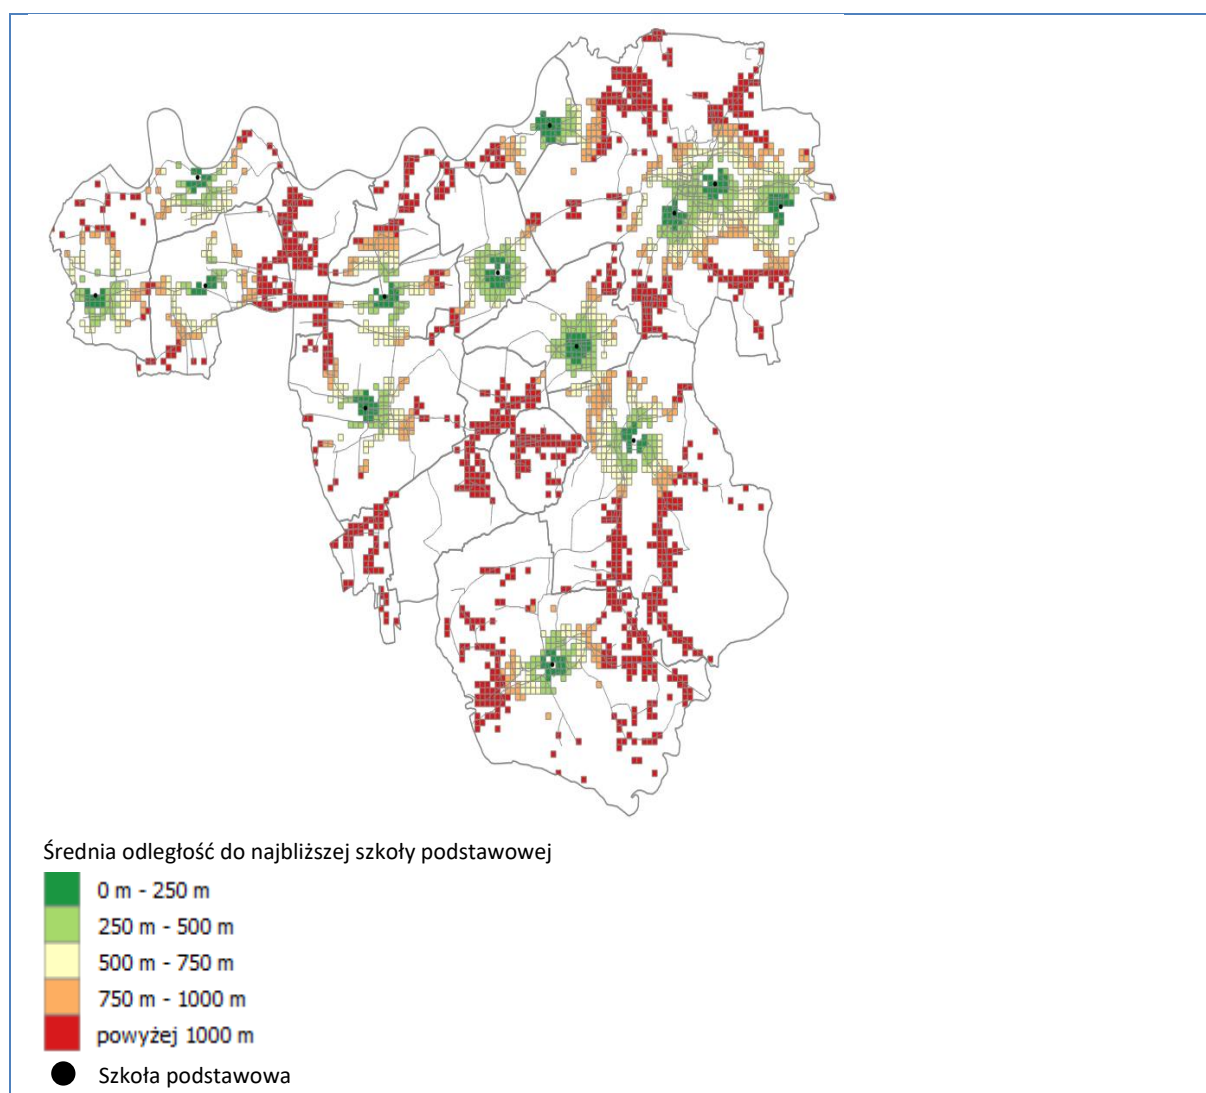 Średnia odległość do najbliższej szkoły podstawowej
0 m - 250 m
250 m - 500 m
500 m - 750 m
750 m - 1000 m
powyżej 1000 m
Szkoła podstawowa